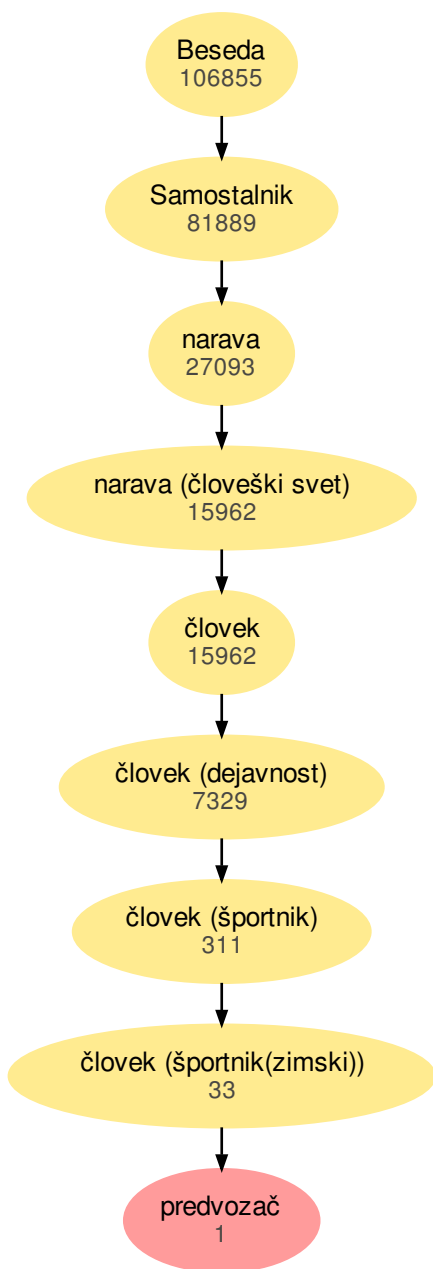 Beseda
106855
Samostalnik
81889
narava
27093
narava (človeški svet)
15962
človek
15962
človek (dejavnost)
7329
človek (športnik)
311
človek (športnik(zimski))
33
predvozač
1